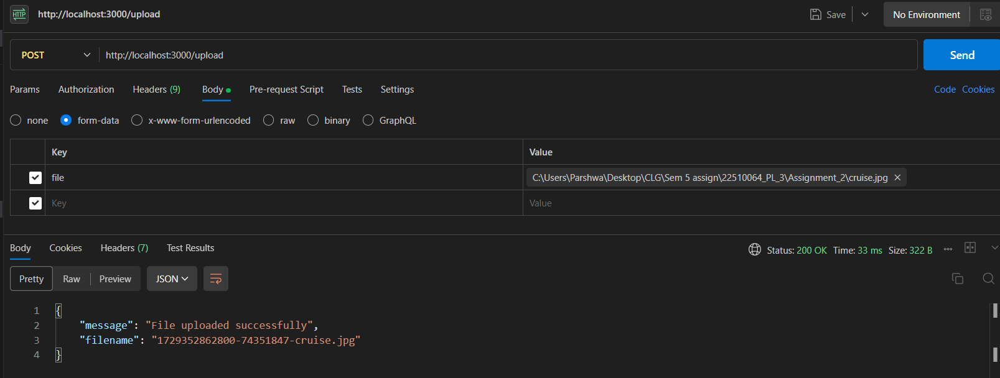 HTTP http://localhost:3000/upload Save No Environment
POST http://localhost:3000/upload Send
Params Authorization Headers (9) Body Pre-request Script Tests Settings Code Cookies
none form-data x-www-form-urlencoded raw binary GraphQL
Key Value
file C:\Users\Parshwa\Desktop\CLG\Sem 5 assign\22510064_PL_3\Assignment_2\cruise.jpg
Key Value
Body Cookies Headers (7) Test Results Status: 200 OK Time: 33 ms Size: 322 B
Pretty Raw Preview JSON
1 {
2 "message": "File uploaded successfully",
3 "filename": "1729352862800-74351847-cruise.jpg"
4 }